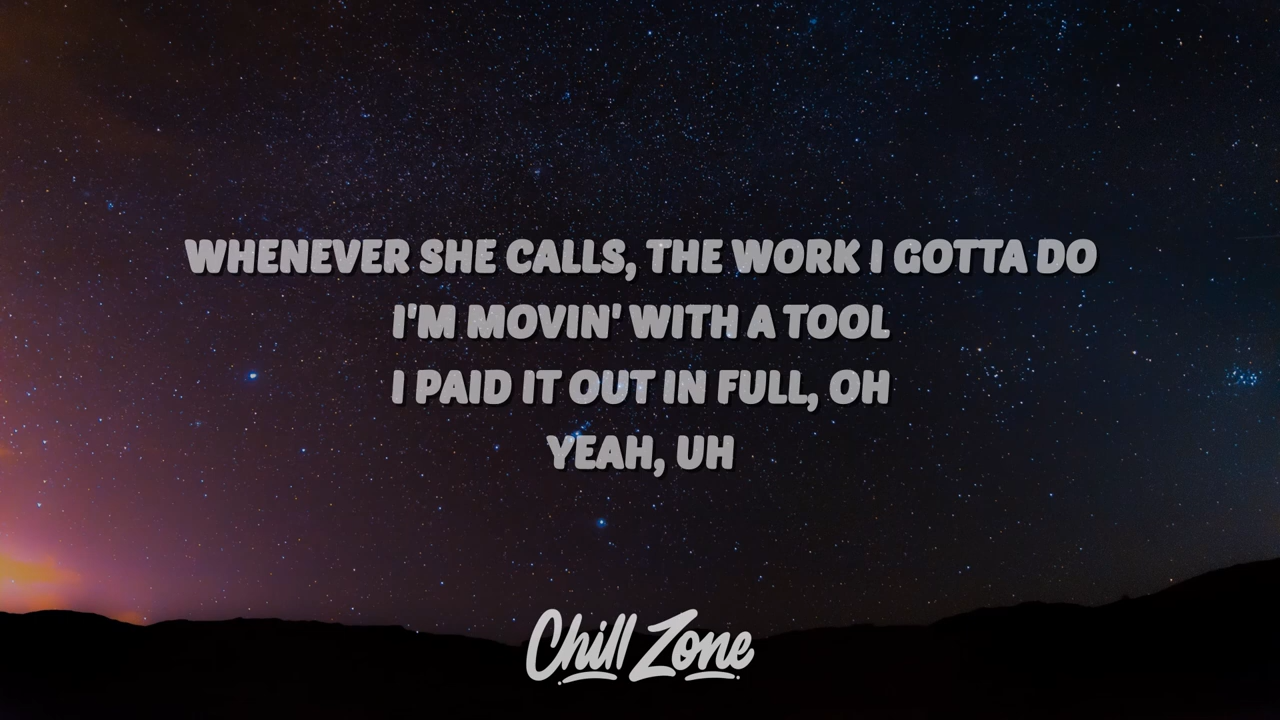 WHENEVER SHE CALLS, THE WORK I GOTTA DO
I'M MOVIN' WITH A TOOL
I PAID IT OUT IN FULL, OH
YEAH, UH
Chill Zone